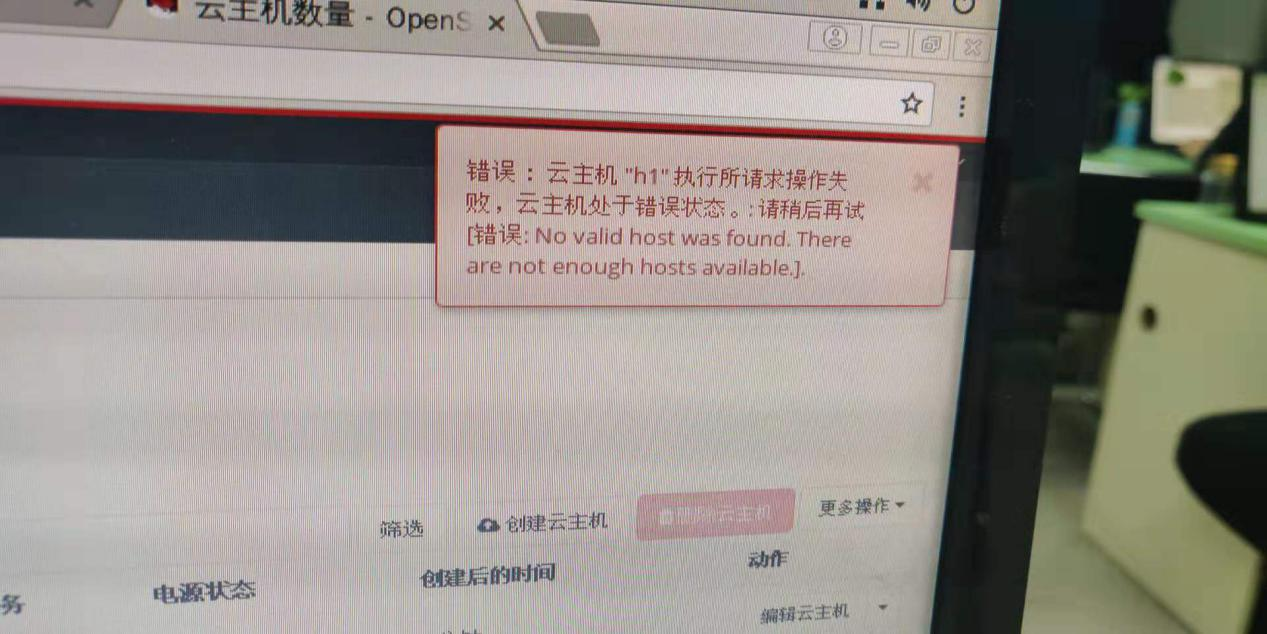 云主机数量 - OpenS
错误：云主机 "h1" 执行所请求操作失
败，云主机处于错误状态。: 请稍后再试
[错误: No valid host was found. There
are not enough hosts available.].
筛选 创建云主机 删除云主机 更多操作
务 电源状态 创建后的时间 动作
编辑云主机